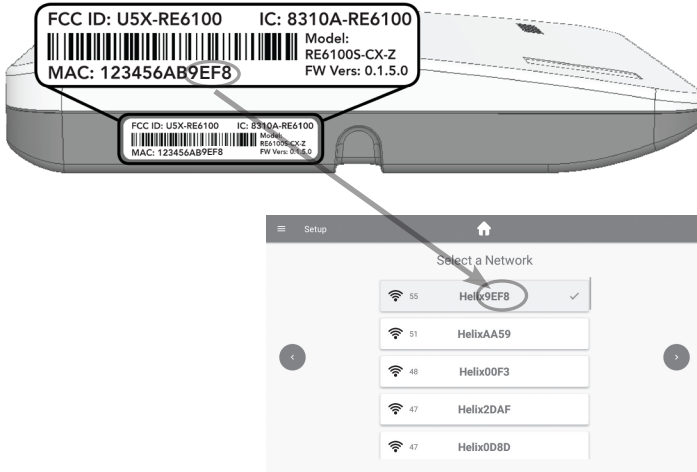 FCC ID: U5X-RE6100 IC: 8310A-RE6100
Model:
RE6100S-CX-Z
MAC: 123456AB9EF8 FW Vers: 0.1.5.0
FCC ID: U5X-RE6100 IC: 8310A-RE6100
Model:
RE6100S-CX-Z
MAC: 123456AB9EF8 FW Vers: 0.1.5.0
Setup
Select a Network
55 Helix9EF8
51 HelixAA59
48 Helix00F3
47 Helix2DAF
47 Helix0D8D